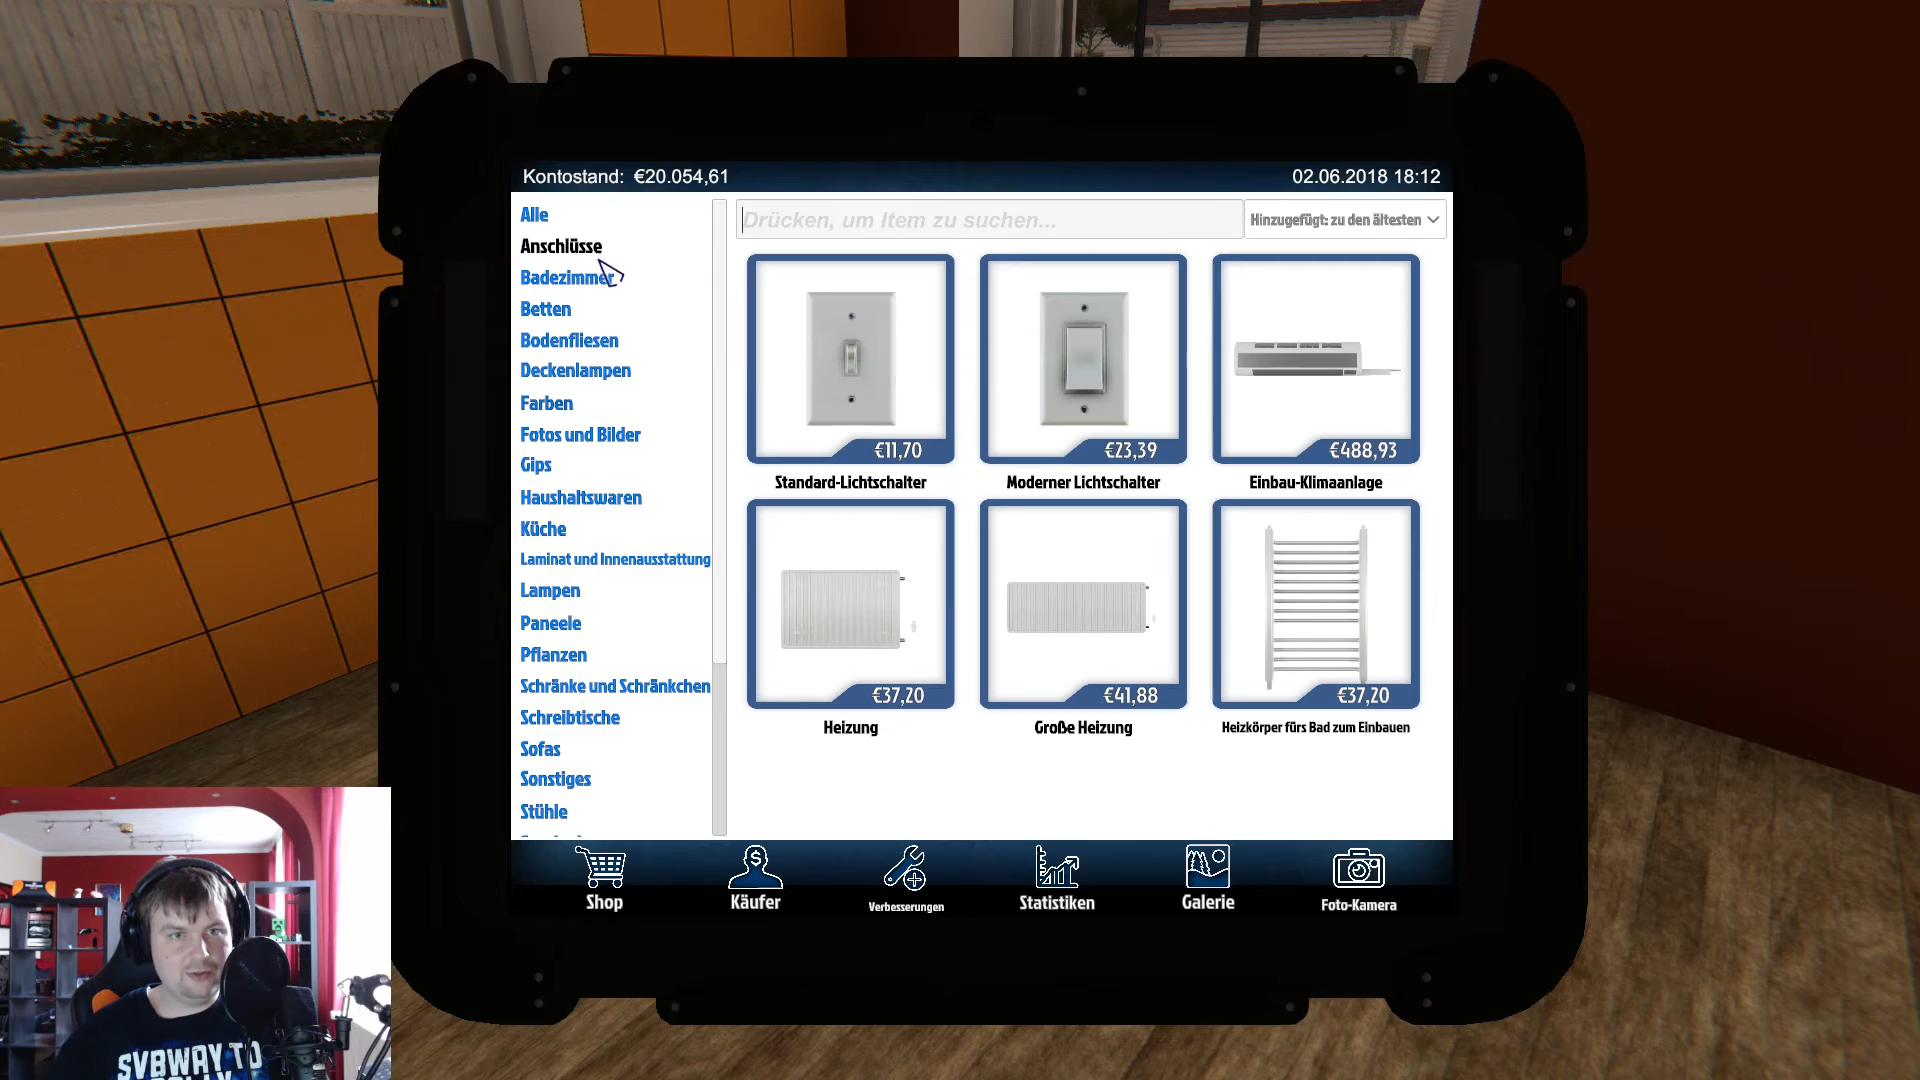 Kontostand: €20.054,61
02.06.2018 18:12
Alle
Anschlüsse
Badezimmer
Betten
Bodenfliesen
Deckenlampen
Farben
Fotos und Bilder
Gips
Haushaltswaren
Küche
Laminat und Innenausstattung
Lampen
Paneele
Pflanzen
Schränke und Schränkchen
Schreibtische
Sofas
Sonstiges
Stühle
Drücken, um Item zu suchen...
Hinzugefügt: zu den ältesten
€11,70
€23,39
€488,93
Standard-Lichtschalter
Moderner Lichtschalter
Einbau-Klimaanlage
€37,20
€41,88
€37,20
Heizung
Große Heizung
Heizkörper fürs Bad zum Einbauen
Shop
Käufer
Verbesserungen
Statistiken
Galerie
Foto-Kamera
SVBWAY TO